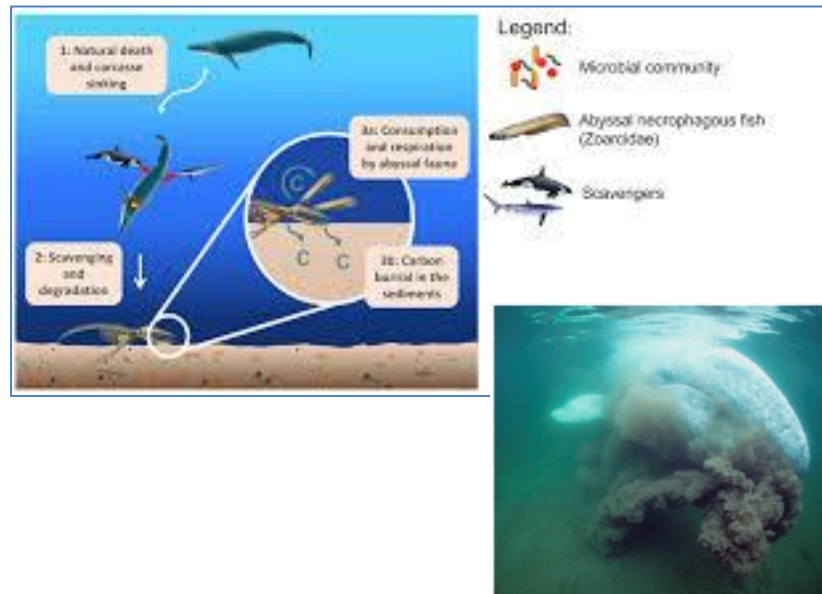 1: Natural death
and carcasse
sinking
3a: Consumption
and respiration
by abyssal fauna
C
C
C
2: Scavenging
and
degradation
3b: Carbon
burial in the
sediments
Legend:
Microbial community
Abyssal necrophagous fish
(Zoarcidae)
Scavengers